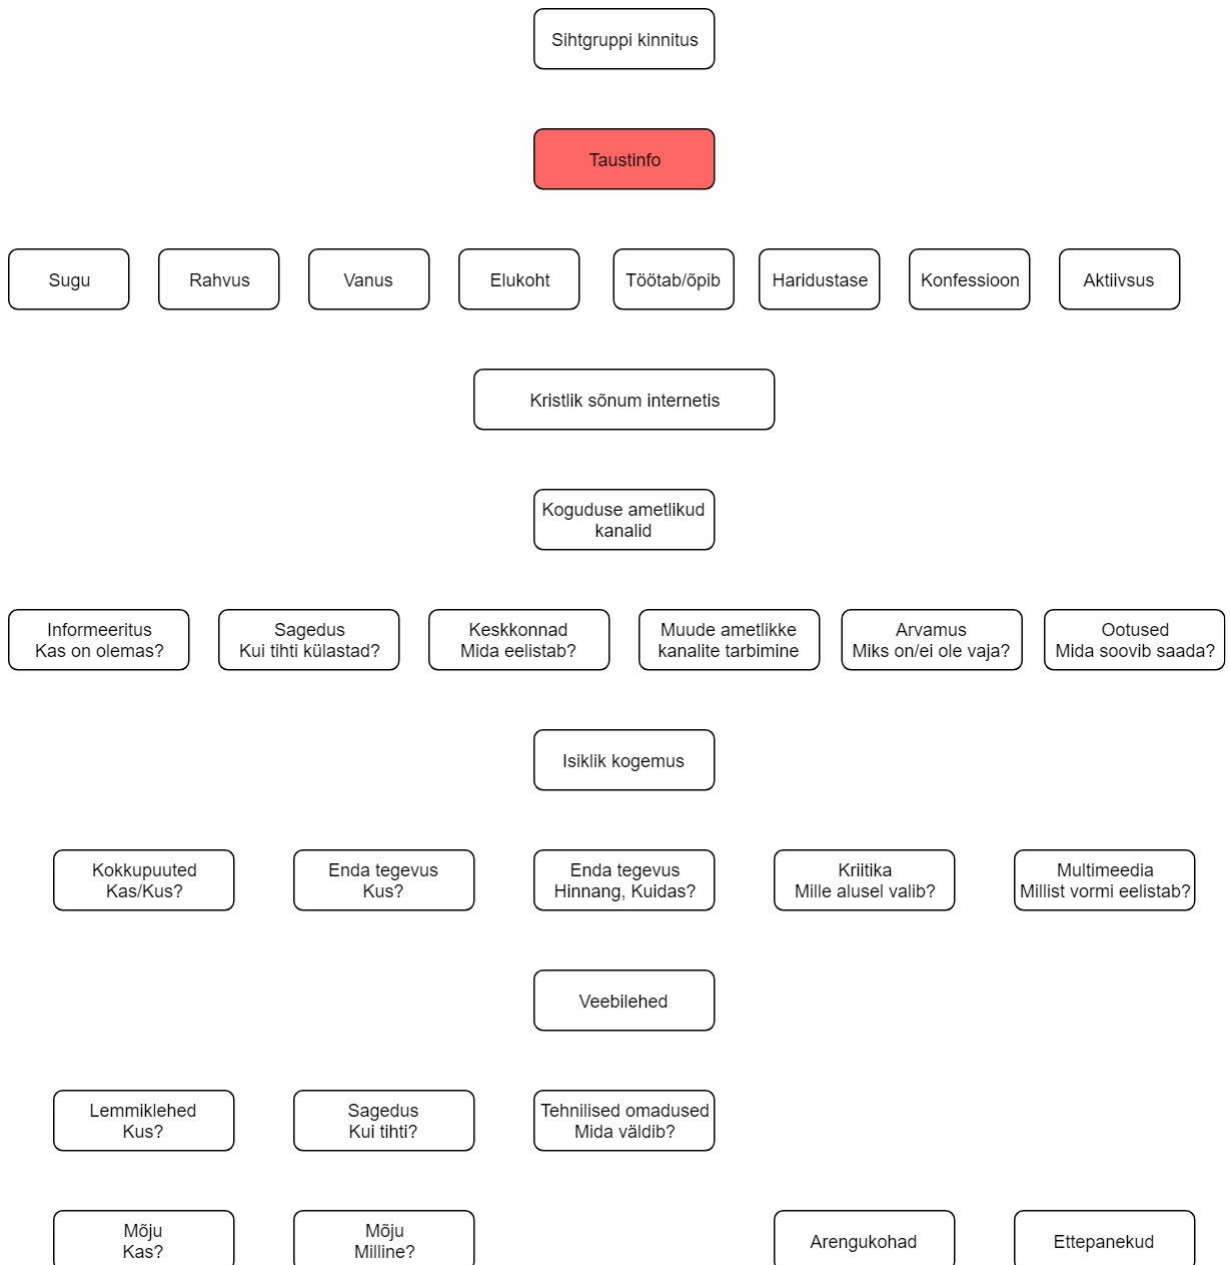 Sihtgruppi kinnitus
Taustinfo
Sugu
Rahvus
Vanus
Elukoht
Töötab/õpib
Haridustase
Konfessioon
Aktiivsus
Kristlik sõnum internetis
Koguduse ametlikud
kanalid
Informeeritus
Kas on olemas?
Sagedus
Kui tihti külastad?
Keskkonnad
Mida eelistab?
Muude ametlikke
kanalite tarbimine
Arvamus
Miks on/ei ole vaja?
Ootused
Mida soovib saada?
Isiklik kogemus
Kokkupuuted
Kas/Kus?
Enda tegevus
Kus?
Enda tegevus
Hinnang, Kuidas?
Kriitika
Mille alusel valib?
Multimeedia
Millist vormi eelistab?
Veebilehed
Lemmiklehed
Kus?
Sagedus
Kui tihti?
Tehnilised omadused
Mida väldib?
Mõju
Kas?
Mõju
Milline?
Arengukohad
Ettepanekud